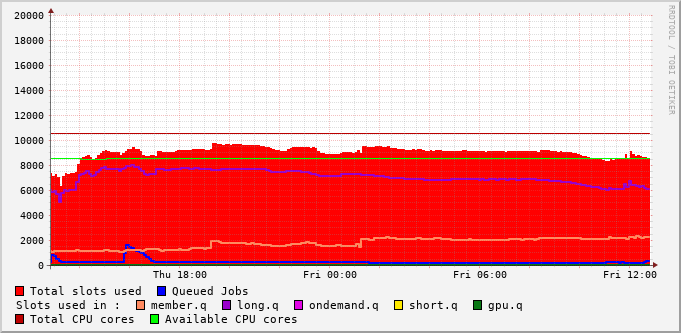 20000
18000
16000
14000
12000
10000
8000
6000
4000
2000
0
Thu 18:00 Fri 00:00 Fri 06:00 Fri 12:00
Total slots used Queued Jobs
Slots used in : member.q long.q ondemand.q short.q gpu.q
Total CPU cores Available CPU cores
RRDTOOL / TOBI OETIKER